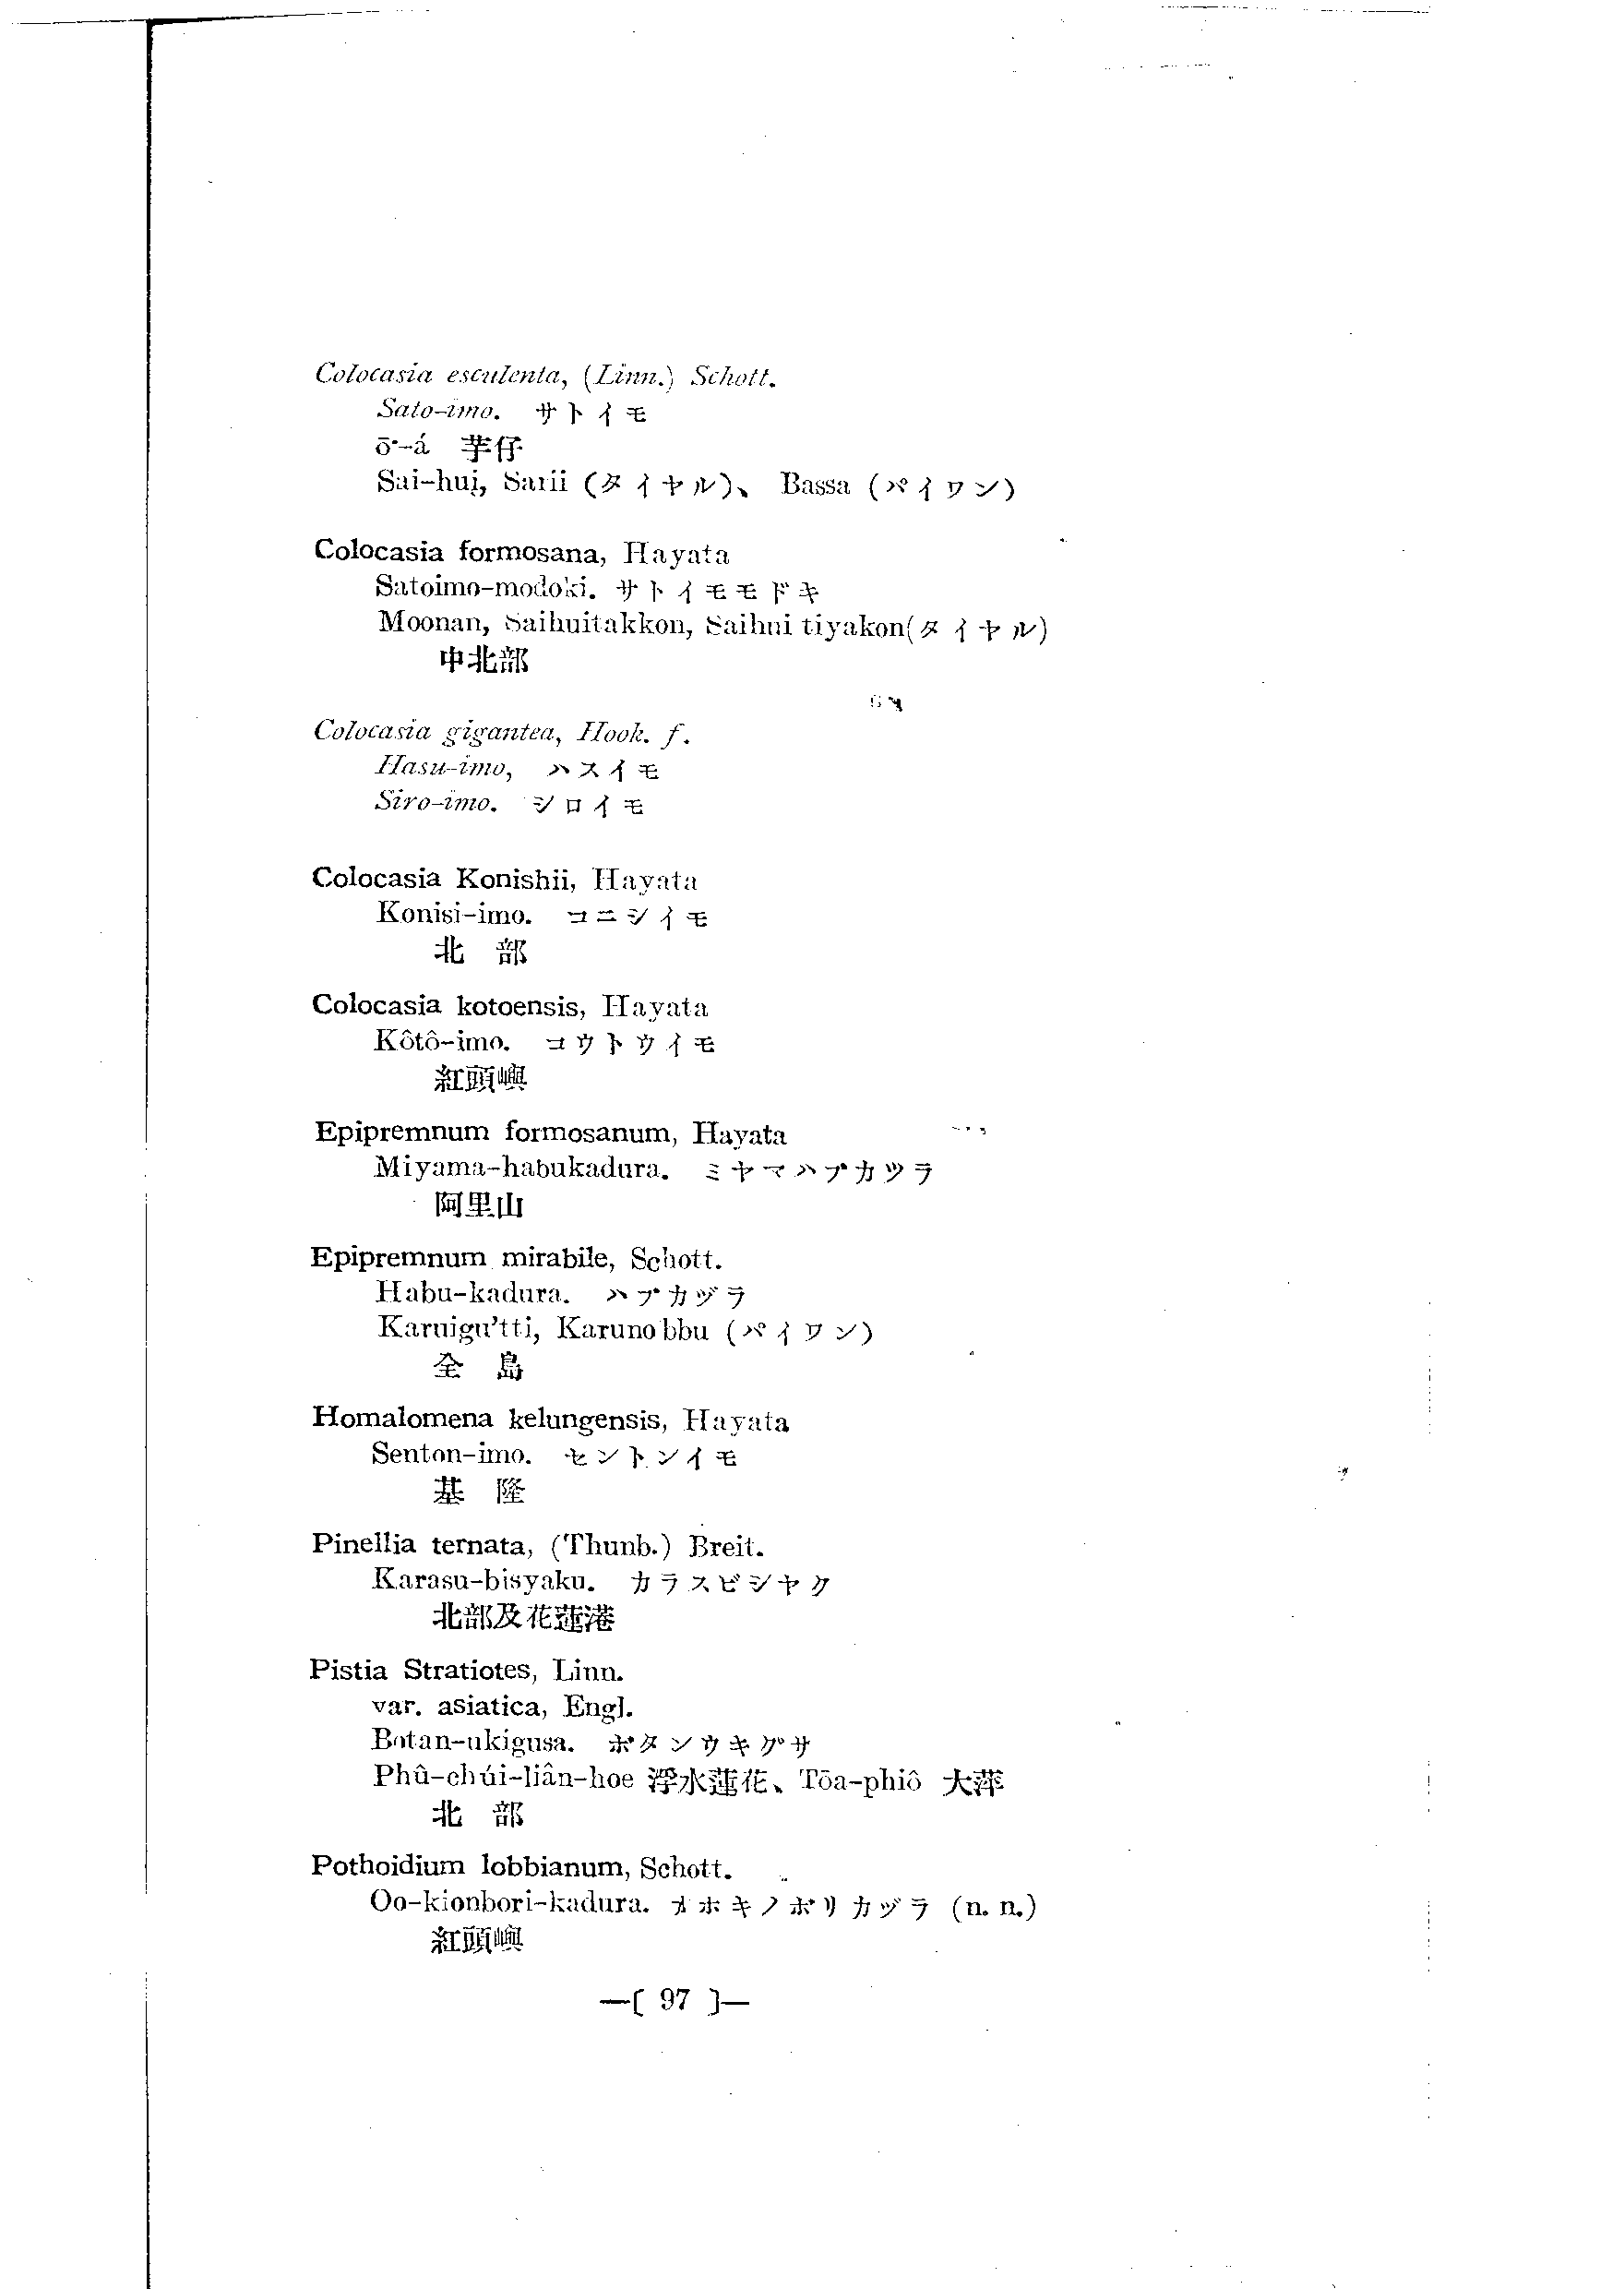 Colocasia esculenta, (Linn.) Schott.
Sato-imo. サトイモ
ō͘-á 芋仔
Sai-hui, Sarii (タイヤル)、 Bassa (パイワン)
Colocasia formosana, Hayata
Satoimo-modoki. サトイモモドキ
Moonan, Saihuitakkon, Saihui tiyakon(タイヤル)
中北部
Colocasia gigantea, Hook. f.
Hasu-imo, ハスイモ
Siro-imo. シロイモ
Colocasia Konishii, Hayata
Konisi-imo. コニシイモ
北 部
Colocasia kotoensis, Hayata
Kôtô-imo. コウトウイモ
紅頭嶼
Epipremnum formosanum, Hayata
Miyama-habukadura. ミヤマハブカツラ
阿里山
Epipremnum mirabile, Schott.
Habu-kadura. ハブカヅラ
Karuigu'tti, Karunobbu (パイワン)
全 島
Homalomena kelungensis, Hayata
Senton-imo. セントンイモ
基 隆
Pinellia ternata, (Thunb.) Breit.
Karasu-bisyaku. カラスビシヤク
北部及花蓮港
Pistia Stratiotes, Linn.
var. asiatica, Engl.
Botan-ukigusa. ボタンウキグサ
Phû-chúi-liân-hoe 浮水蓮花、Tōa-phiô 大萍
北 部
Pothoidium lobbianum, Schott.
Oo-kionbori-kadura. オホキノボリカヅラ (n. n.)
紅頭嶼
—[ 97 ]—